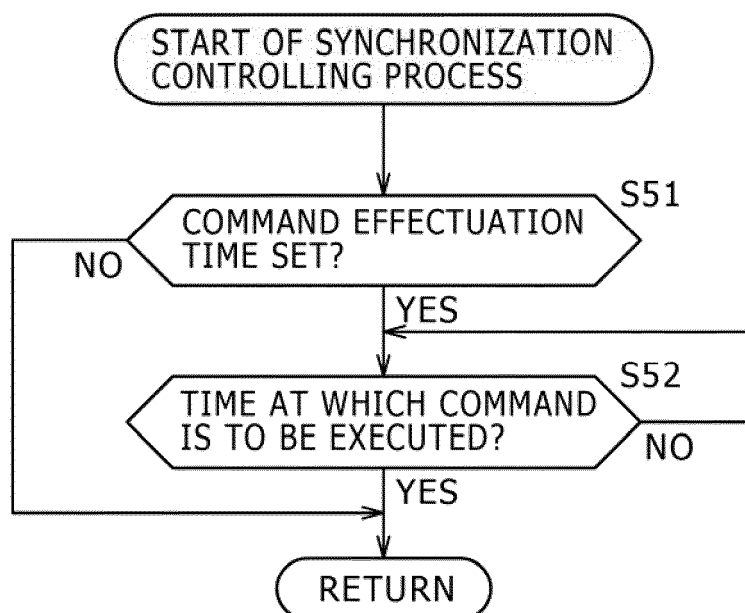 START OF SYNCHRONIZATION
CONTROLLING PROCESS
S51
COMMAND EFFECTUATION
TIME SET?
NO
YES
S52
TIME AT WHICH COMMAND
IS TO BE EXECUTED?
NO
YES
RETURN